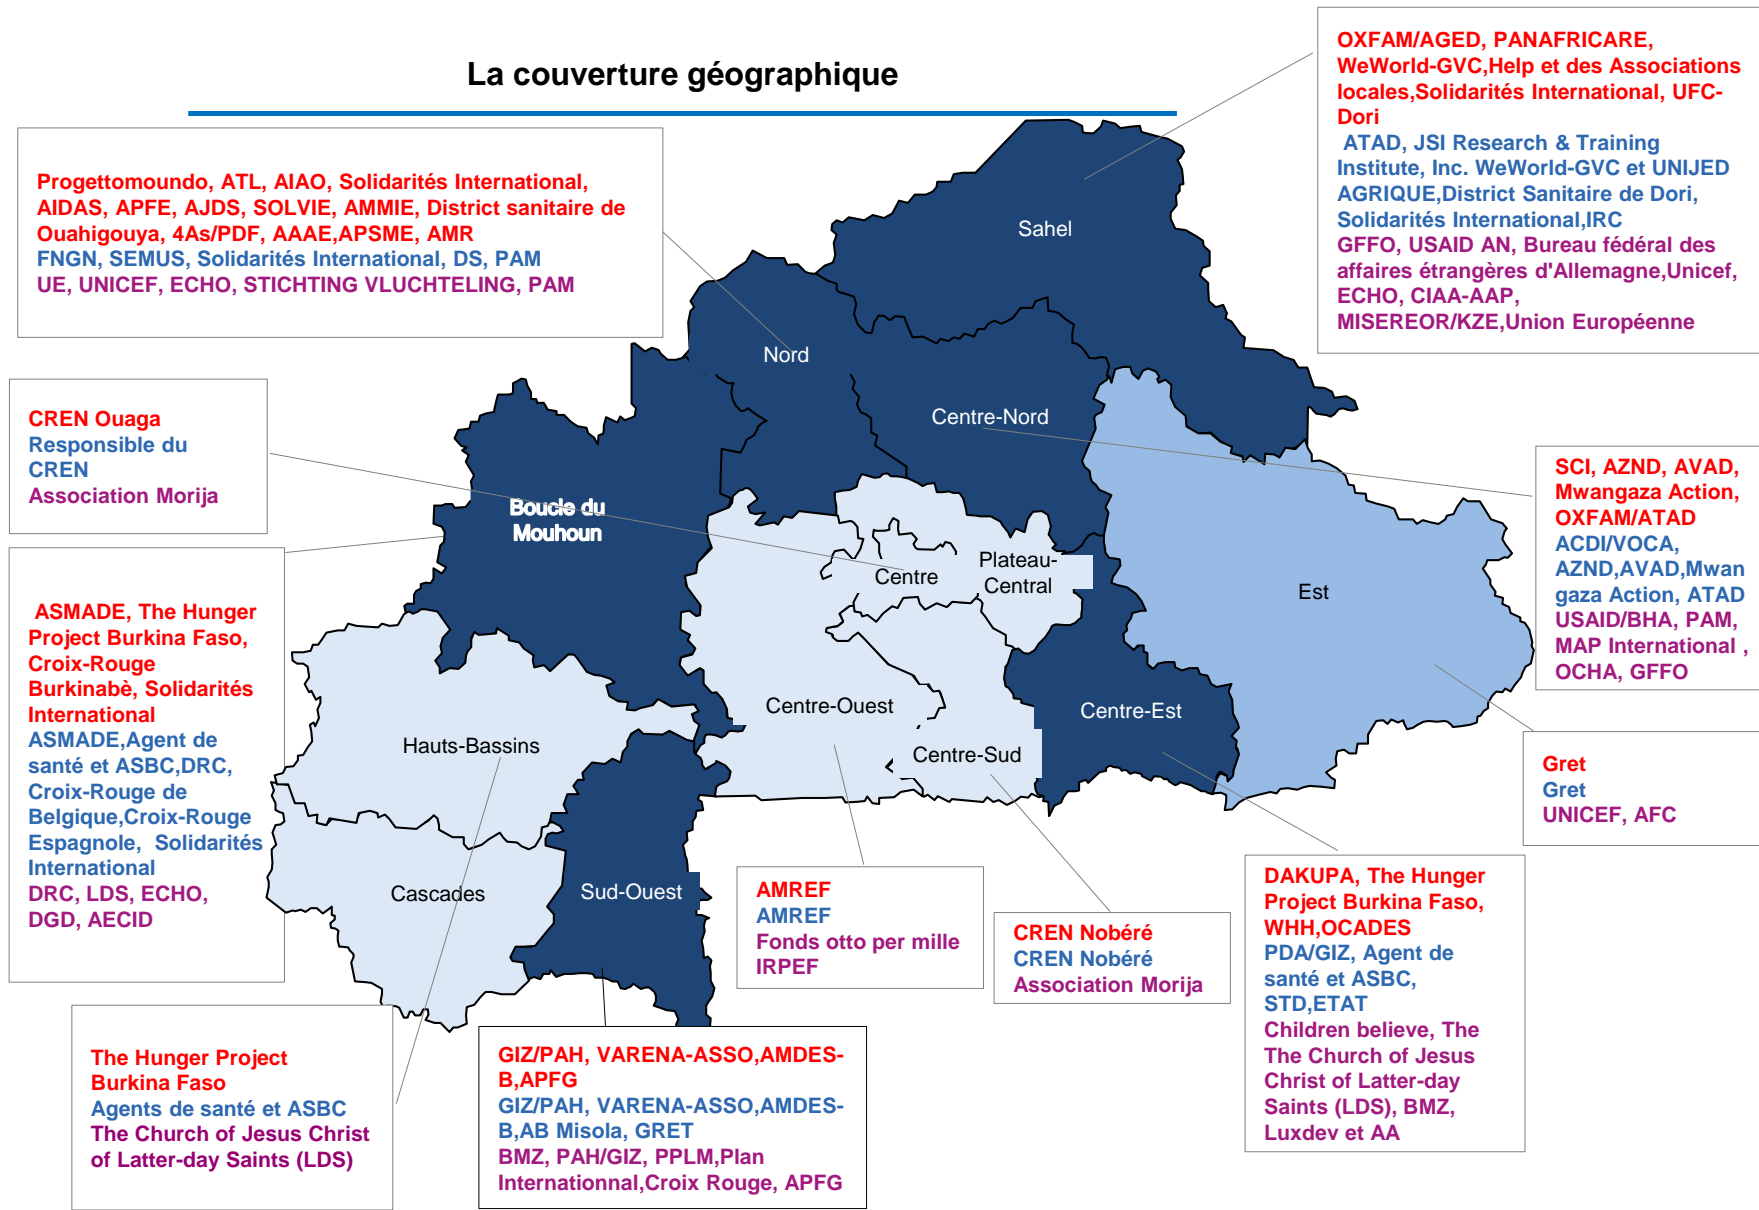 La couverture géographique
OXFAM/AGED, PANAFRICARE,
WeWorld-GVC,Help et des Associations
locales,Solidarités International, UFC-
Dori
ATAD, JSI Research & Training
Institute, Inc. WeWorld-GVC et UNIJED
AGRIQUE,District Sanitaire de Dori,
Solidarités International,IRC
GFFO, USAID AN, Bureau fédéral des
affaires étrangères d'Allemagne,Unicef,
ECHO, CIAA-AAP,
MISEREOR/KZE,Union Européenne
Progettomoundo, ATL, AIAO, Solidarités International,
AIDAS, APFE, AJDS, SOLVIE, AMMIE, District sanitaire de
Ouahigouya, 4As/PDF, AAAE,APSME, AMR
FNGN, SEMUS, Solidarités International, DS, PAM
UE, UNICEF, ECHO, STICHTING VLUCHTELING, PAM
Sahel
Nord
Centre-Nord
CREN Ouaga
Responsible du
CREN
Association Morija
SCI, AZND, AVAD,
Mwangaza Action,
OXFAM/ATAD
ACDI/VOCA,
AZND,AVAD,Mwan
gaza Action, ATAD
USAID/BHA, PAM,
MAP International ,
OCHA, GFFO
Boucle du
Mouhoun
Centre
Plateau-
Central
Est
ASMADE, The Hunger
Project Burkina Faso,
Croix-Rouge
Burkinabè, Solidarités
International
ASMADE,Agent de
santé et ASBC,DRC,
Croix-Rouge de
Belgique,Croix-Rouge
Espagnole, Solidarités
International
DRC, LDS, ECHO,
DGD, AECID
Hauts-Bassins
Centre-Ouest
Centre-Sud
Centre-Est
Gret
Gret
UNICEF, AFC
Cascades
Sud-Ouest
AMREF
AMREF
Fonds otto per mille
IRPEF
CREN Nobéré
CREN Nobéré
Association Morija
DAKUPA, The Hunger
Project Burkina Faso,
WHH,OCADES
PDA/GIZ, Agent de
santé et ASBC,
STD,ETAT
Children believe, The
The Church of Jesus
Christ of Latter-day
Saints (LDS), BMZ,
Luxdev et AA
The Hunger Project
Burkina Faso
Agents de santé et ASBC
The Church of Jesus Christ
of Latter-day Saints (LDS)
GIZ/PAH, VARENA-ASSO,AMDES-
B,APFG
GIZ/PAH, VARENA-ASSO,AMDES-
B,AB Misola, GRET
BMZ, PAH/GIZ, PPLM,Plan
Internationnal,Croix Rouge, APFG